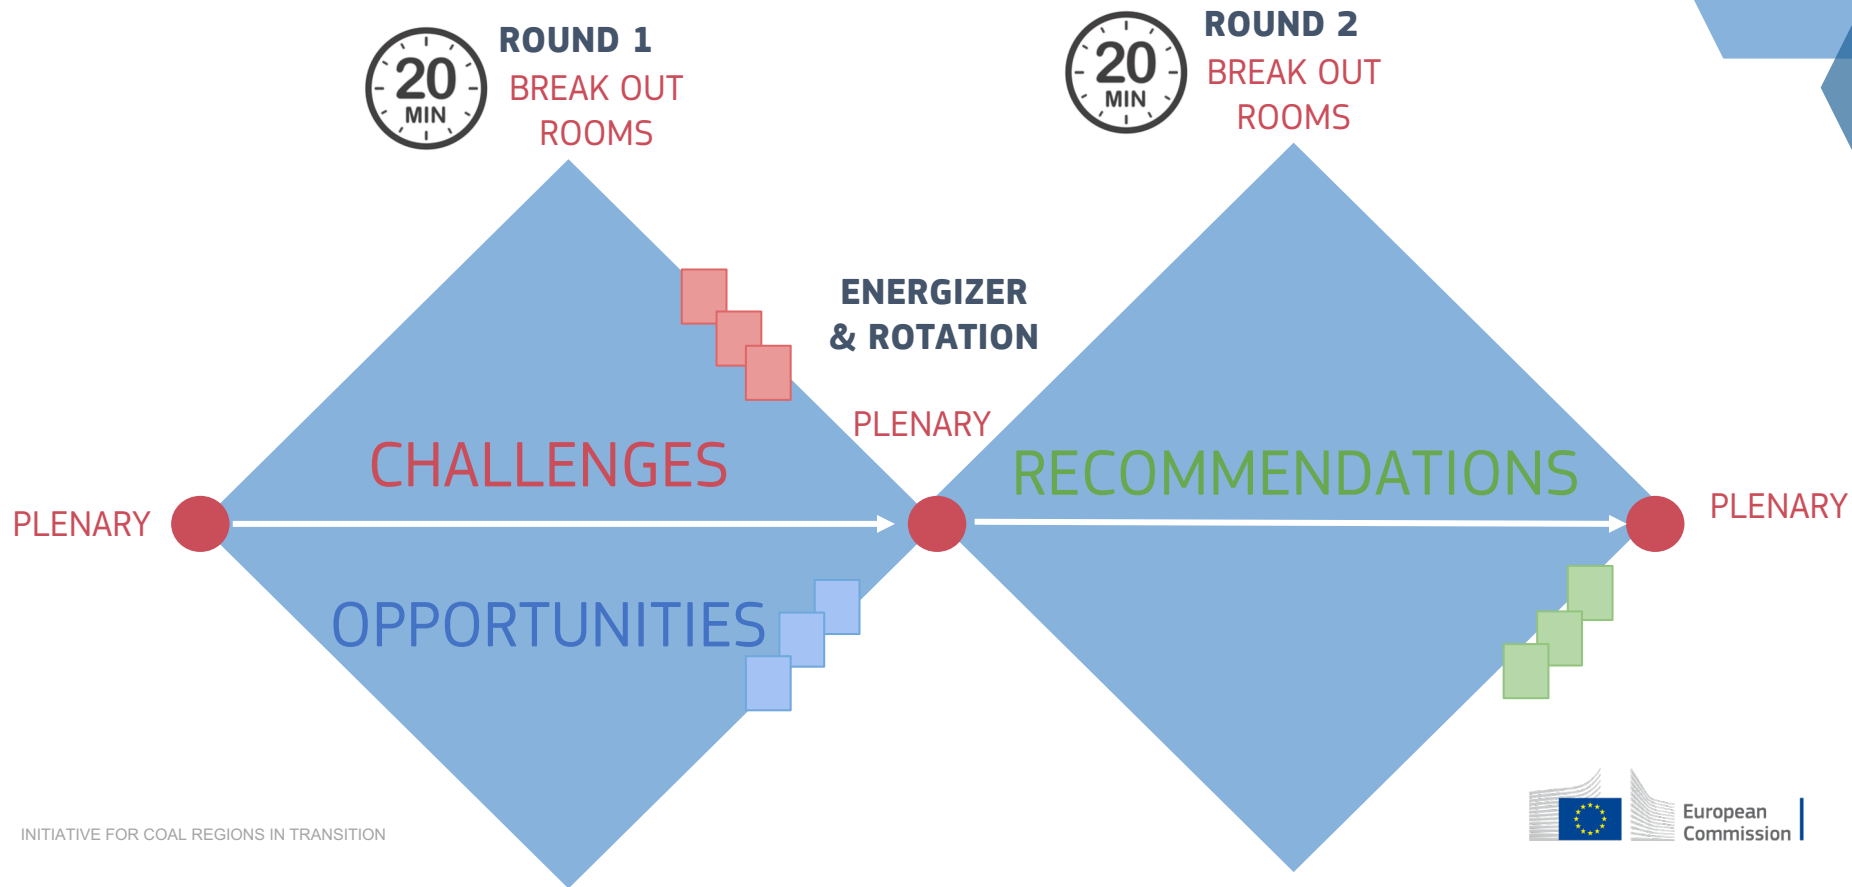 20
MIN
ROUND 1
BREAK OUT
ROOMS
20
MIN
ROUND 2
BREAK OUT
ROOMS
ENERGIZER
& ROTATION
PLENARY
CHALLENGES
RECOMMENDATIONS
PLENARY
PLENARY
OPPORTUNITIES
INITIATIVE FOR COAL REGIONS IN TRANSITION
European
Commission